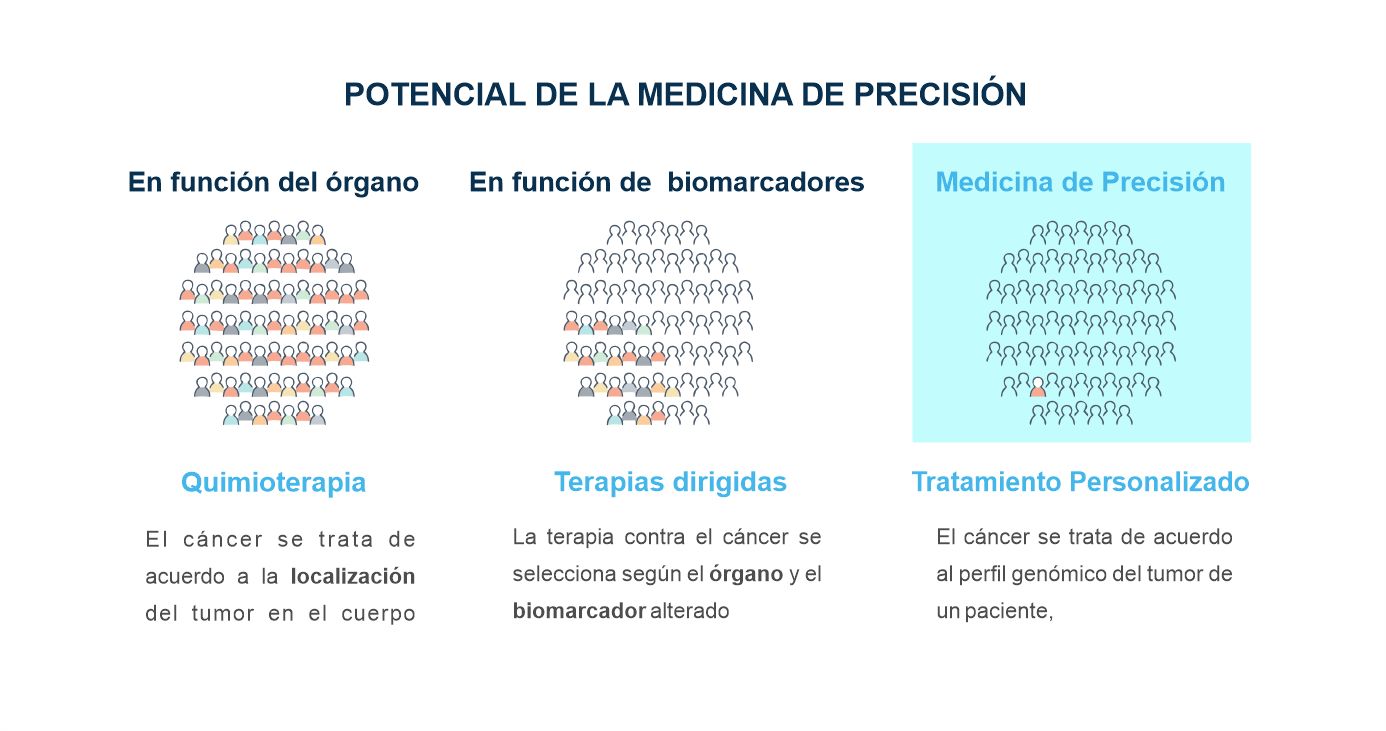 POTENCIAL DE LA MEDICINA DE PRECISIÓN
En función del órgano
Quimioterapia
El cáncer se trata de
acuerdo a la localización
del tumor en el cuerpo
En función de biomarcadores
Terapias dirigidas
La terapia contra el cáncer se
selecciona según el órgano y el
biomarcador alterado
Medicina de Precisión
Tratamiento Personalizado
El cáncer se trata de acuerdo
al perfil genómico del tumor de
un paciente,